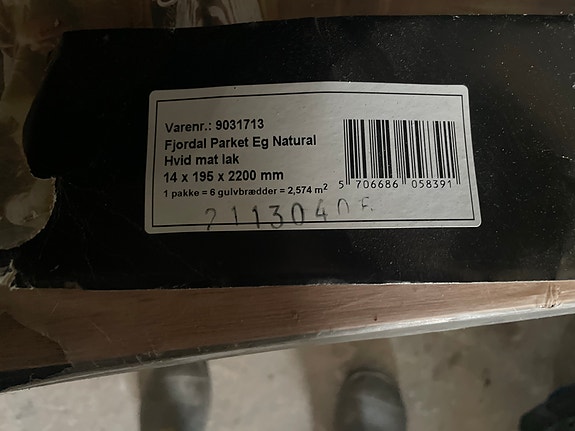 Varenr.: 9031713
Fjordal Parket Eg Natural
Hvid mat lak
14 x 195 x 2200 mm
1 pakke = 6 gulvbrædder = 2,574 m²
5 706686 058391